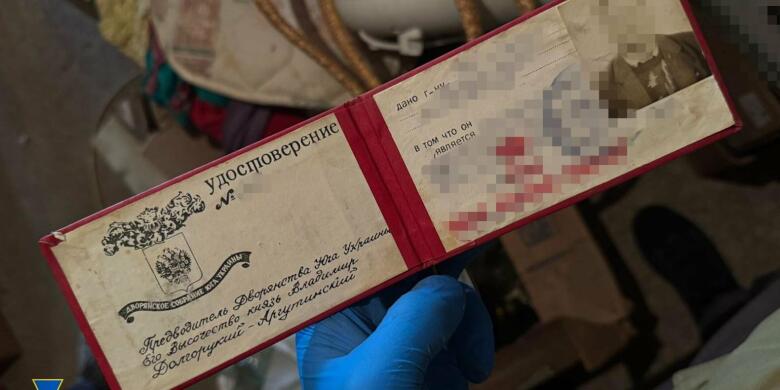 удостоверение
№
ДВОРЯНСКОЕ СОБРАНИЕ ЮГА УКРАИНЫ
Предводитель Дворянства Юга Украины
Его Высочество князь Владимир
Долгорукий - Аргутинский
дано г-ну
в том что он
является